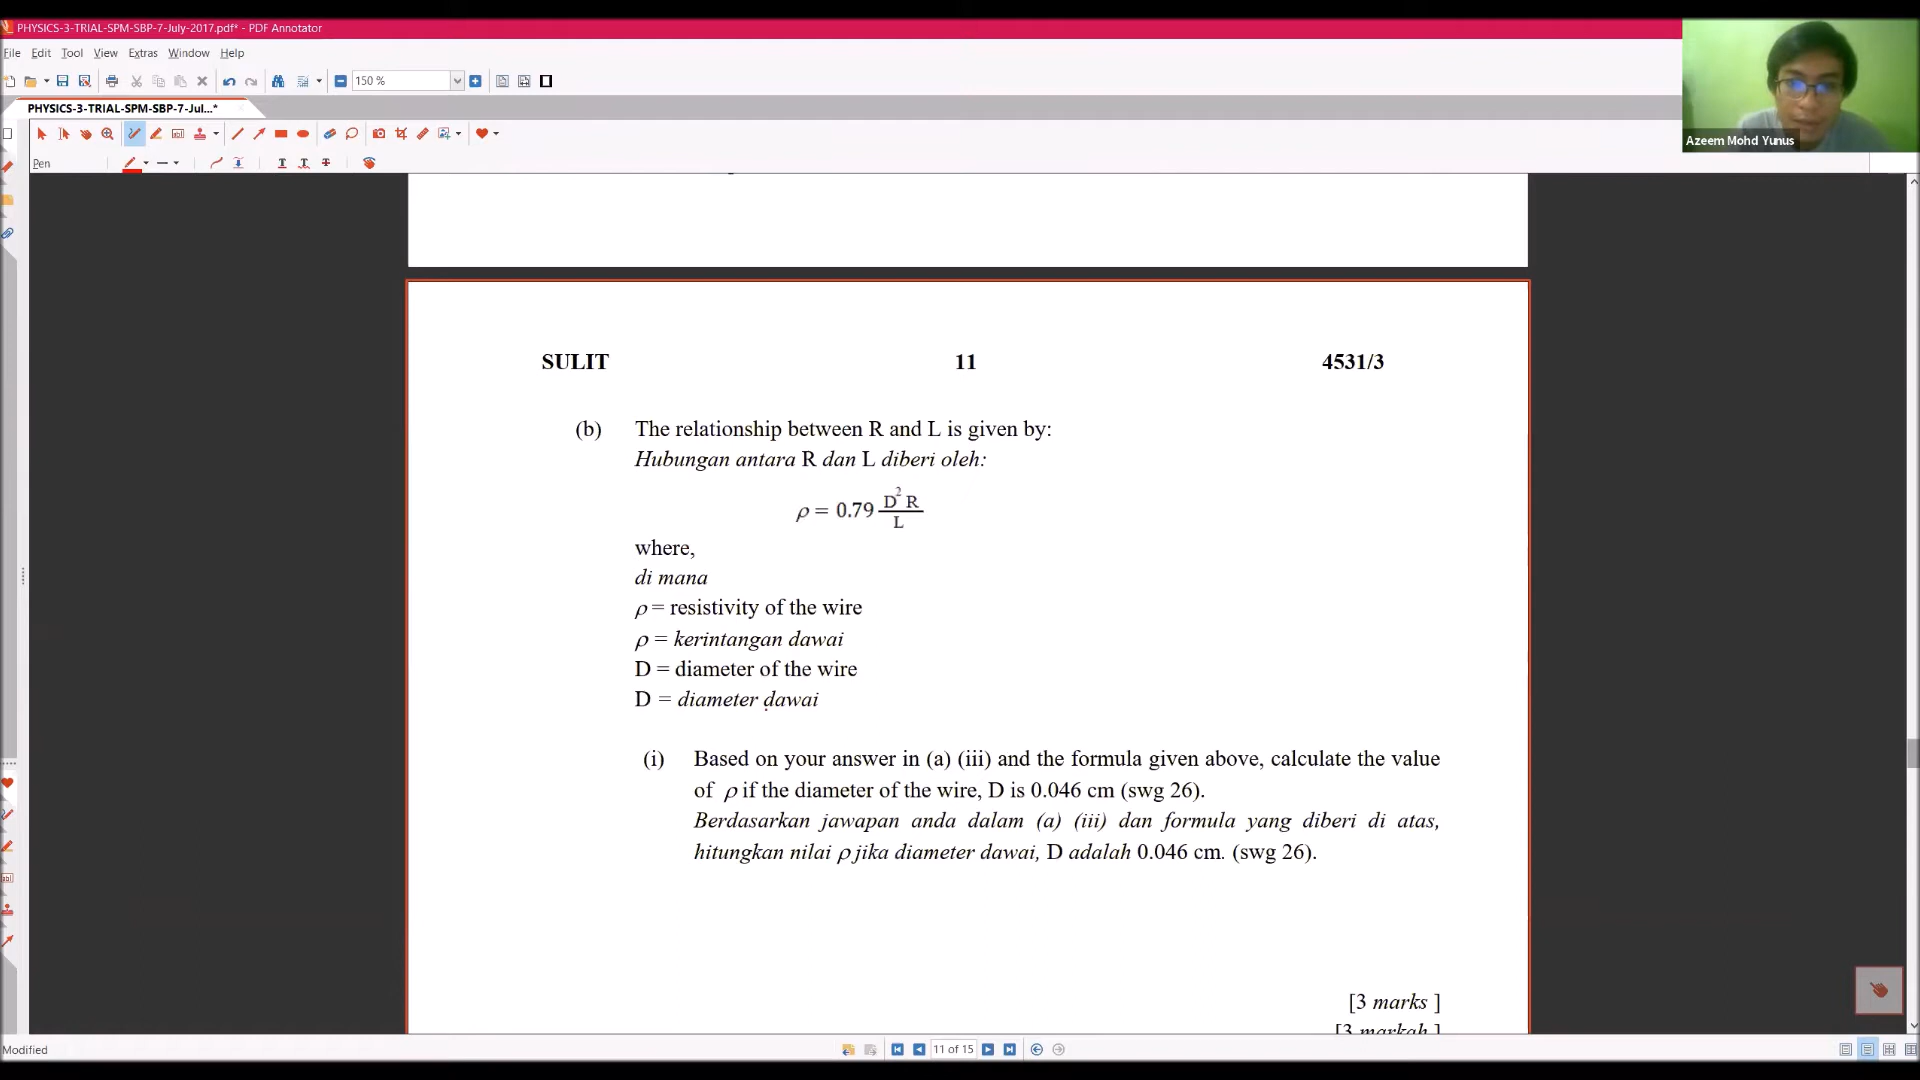 PHYSICS-3-TRIAL-SPM-SBP-7-July-2017.pdf* - PDF Annotator
File Edit Tool View Extras Window Help
150 %
PHYSICS-3-TRIAL-SPM-SBP-7-Jul...*
Pen
Azeem Mohd Yunus
SULIT 11 4531/3
(b) The relationship between R and L is given by:
Hubungan antara R dan L diberi oleh:
ρ = 0.79 D² R / L
where,
di mana
ρ = resistivity of the wire
ρ = kerintangan dawai
D = diameter of the wire
D = diameter dawai
(i) Based on your answer in (a) (iii) and the formula given above, calculate the value
of ρ if the diameter of the wire, D is 0.046 cm (swg 26).
Berdasarkan jawapan anda dalam (a) (iii) dan formula yang diberi di atas,
hitungkan nilai ρ jika diameter dawai, D adalah 0.046 cm. (swg 26).
[3 marks ]
[3 markah ]
Modified
11 of 15